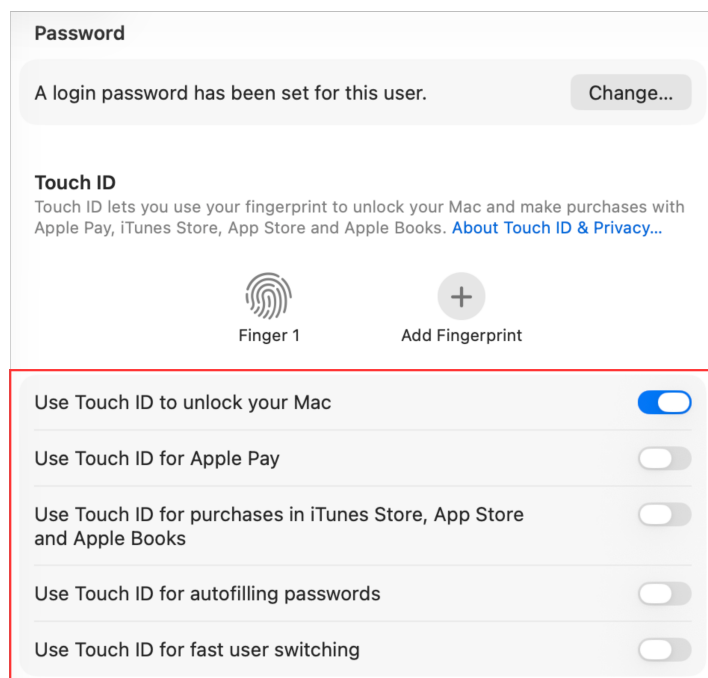 Password
A login password has been set for this user.
Change...
Touch ID
Touch ID lets you use your fingerprint to unlock your Mac and make purchases with
Apple Pay, iTunes Store, App Store and Apple Books. About Touch ID & Privacy...
Finger 1
Add Fingerprint
Use Touch ID to unlock your Mac
Use Touch ID for Apple Pay
Use Touch ID for purchases in iTunes Store, App Store
and Apple Books
Use Touch ID for autofilling passwords
Use Touch ID for fast user switching